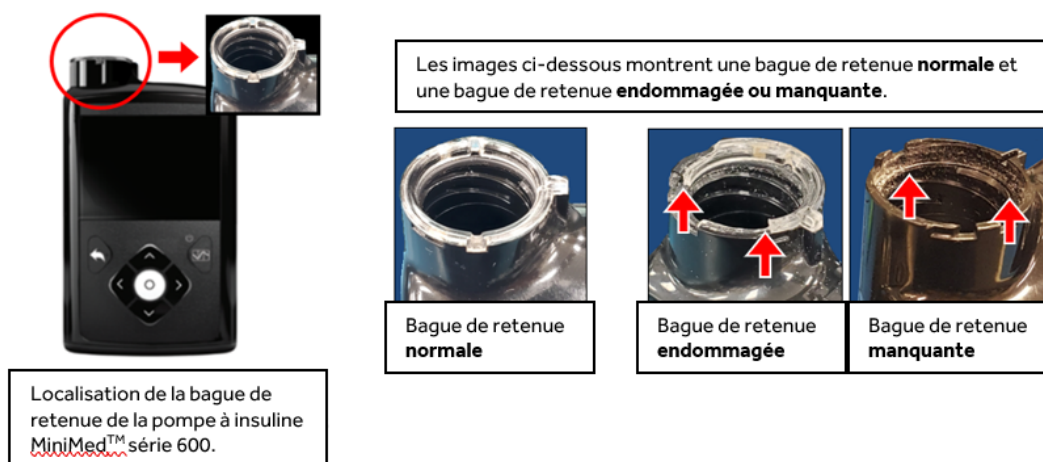 Les images ci-dessous montrent une bague de retenue normale et
une bague de retenue endommagée ou manquante.
Bague de retenue
normale
Bague de retenue
endommagée
Bague de retenue
manquante
Localisation de la bague de
retenue de la pompe à insuline
MiniMed™ série 600.